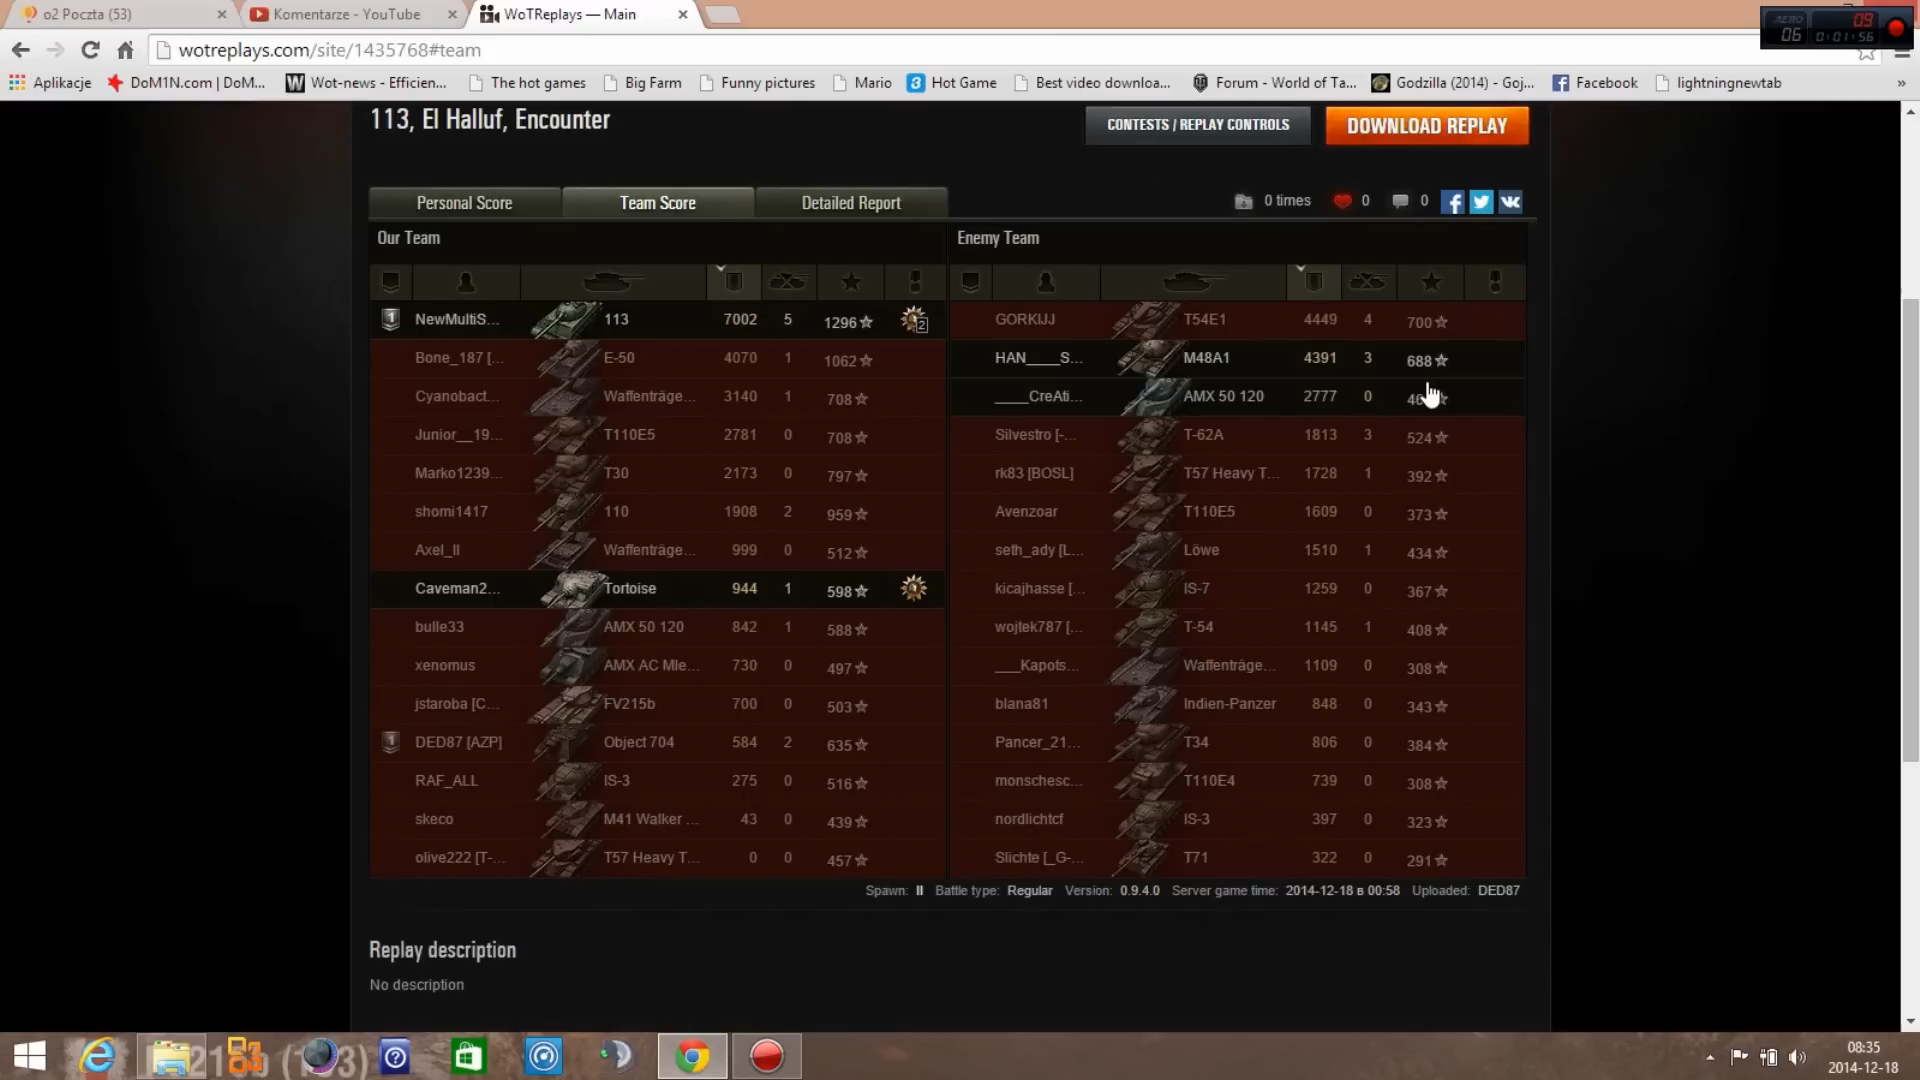 o2 Poczta (53)
Komentarze - YouTube
WoTReplays — Main
AERO 06 09 0:01:56
wotreplays.com/site/1435768#team
Aplikacje
DoM1N.com | DoM...
Wot-news - Efficien...
The hot games
Big Farm
Funny pictures
Mario
Hot Game
Best video downloa...
Forum - World of Ta...
Godzilla (2014) - Goj...
Facebook
lightningnewtab
»
113, El Halluf, Encounter
CONTESTS / REPLAY CONTROLS
DOWNLOAD REPLAY
Personal Score
Team Score
Detailed Report
0 times
0
0
Our Team
NewMultiS... 113 7002 5 1296
2
Bone_187 [... E-50 4070 1 1062
Cyanobact... Waffenträge... 3140 1 708
Junior__19... T110E5 2781 0 708
Marko1239... T30 2173 0 797
shomi1417 110 1908 2 959
Axel_II Waffenträge... 999 0 512
Caveman2... Tortoise 944 1 598
bulle33 AMX 50 120 842 1 588
xenomus AMX AC Mle... 730 0 497
jstaroba [C... FV215b 700 0 503
DED87 [AZP] Object 704 584 2 635
RAF_ALL IS-3 275 0 516
skeco M41 Walker ... 43 0 439
olive222 [T-... T57 Heavy T... 0 0 457
Enemy Team
GORKIJJ T54E1 4449 4 700
HAN____S... M48A1 4391 3 688
____CreAti... AMX 50 120 2777 0
Silvestro [-... T-62A 1813 3 524
rk83 [BOSL] T57 Heavy T... 1728 1 392
Avenzoar T110E5 1609 0 373
seth_ady [L... Löwe 1510 1 434
kicajhasse [... IS-7 1259 0 367
wojtek787 [... T-54 1145 1 408
___Kapots... Waffenträge... 1109 0 308
blana81 Indien-Panzer 848 0 343
Pancer_21... T34 806 0 384
monschesc... T110E4 739 0 308
nordlichtcf IS-3 397 0 323
Slichte [_G-... T71 322 0 291
Spawn: II Battle type: Regular Version: 0.9.4.0 Server game time: 2014-12-18 в 00:58 Uploaded: DED87
Replay description
No description
08:35
2014-12-18